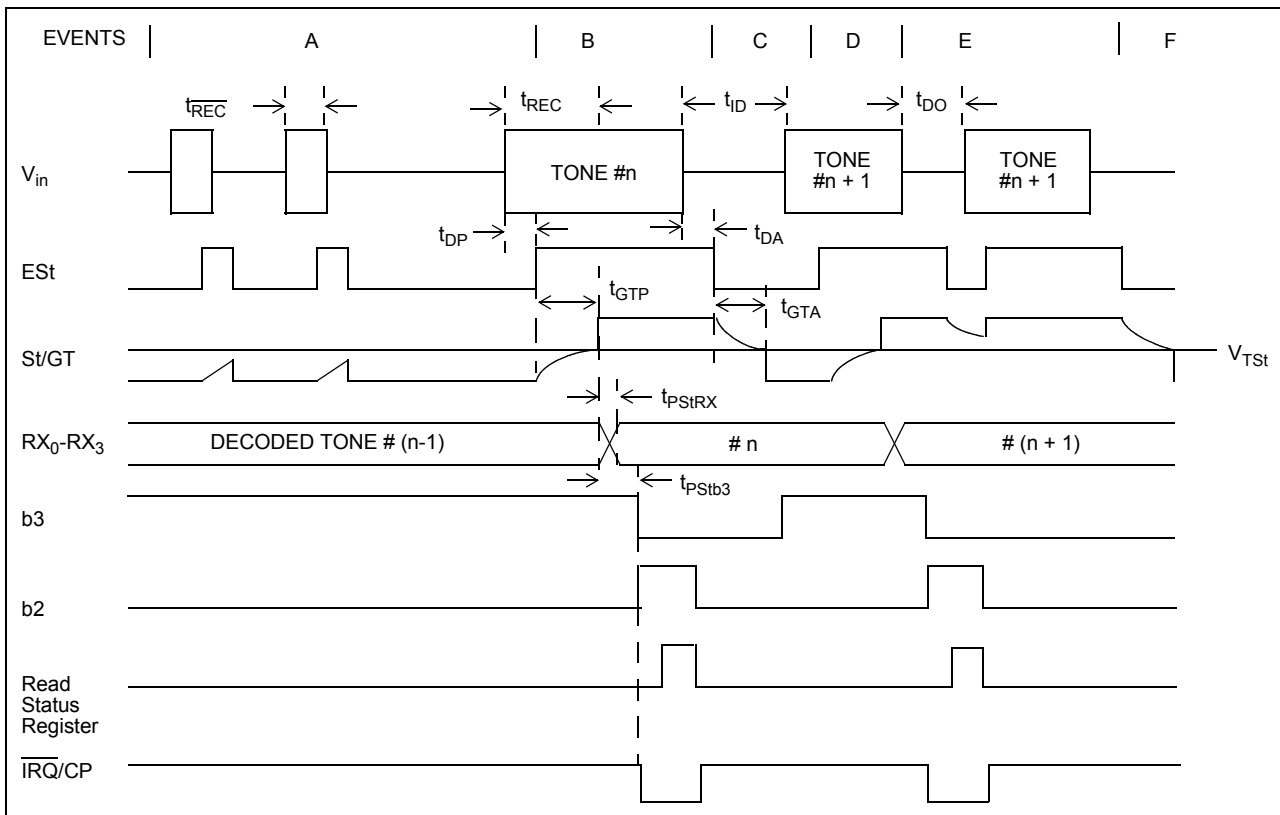 EVENTS A B C D E F
tREC tREC tID tDO
Vin TONE #n TONE #n + 1 TONE #n + 1
tDP tDA
ESt
tGTP tGTA
St/GT VTSt
tPStRX
RX0-RX3 DECODED TONE # (n-1) # n # (n + 1)
tPStb3
b3
b2
Read
Status
Register
IRQ/CP